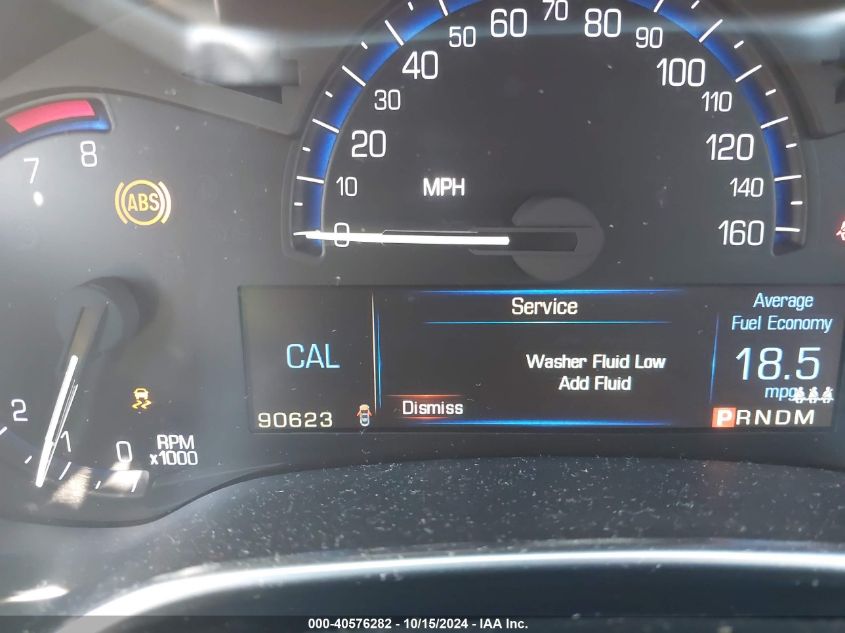 60 70 80
50 90
40 100
30 110
20 120
10 MPH 140
0 160
7 8
ABS
2 1 0
RPM
x1000
Service
CAL
Washer Fluid Low
Add Fluid
Dismiss
90623
Average
Fuel Economy
18.5
mpg
PRNDM
000-40576282 - 10/15/2024 - IAA Inc.